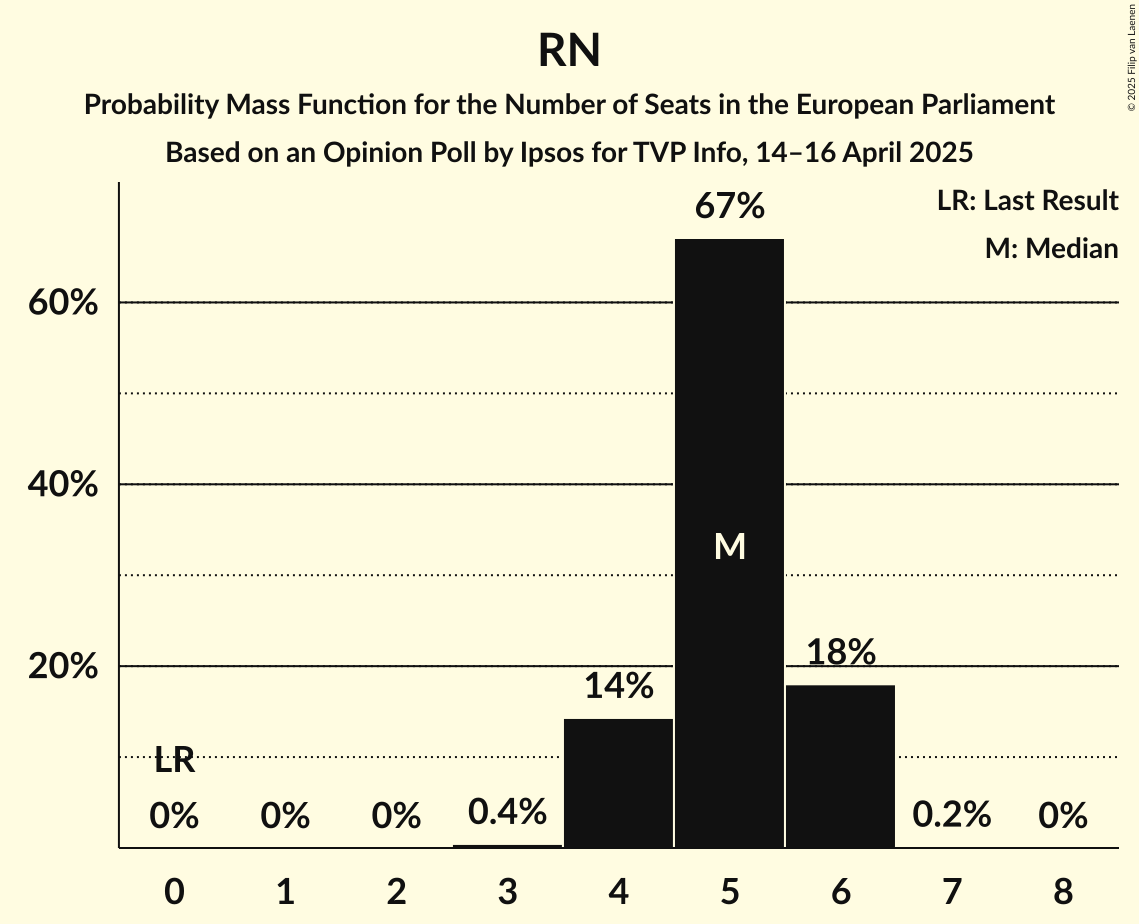 RN
Probability Mass Function for the Number of Seats in the European Parliament
Based on an Opinion Poll by Ipsos for TVP Info, 14–16 April 2025
© 2025 Filip van Laenen
LR: Last Result
M: Median
67%
60%
40%
M
20%
18%
14%
LR
0%
0%
0%
0.4%
0.2%
0%
0
1
2
3
4
5
6
7
8